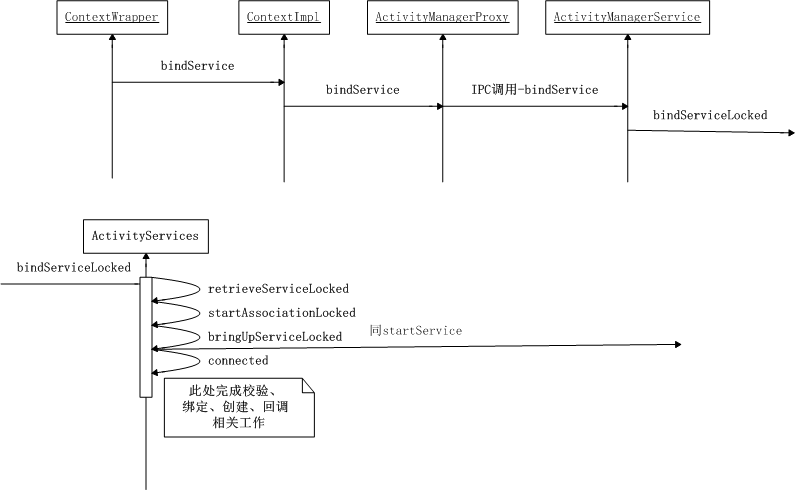 ContextWrapper
ContextImpl
ActivityManagerProxy
ActivityManagerService
bindService
bindService
IPC调用-bindService
bindServiceLocked
ActivityServices
bindServiceLocked
retrieveServiceLocked
startAssociationLocked
bringUpServiceLocked
同startService
connected
此处完成校验、
绑定、创建、回调
相关工作